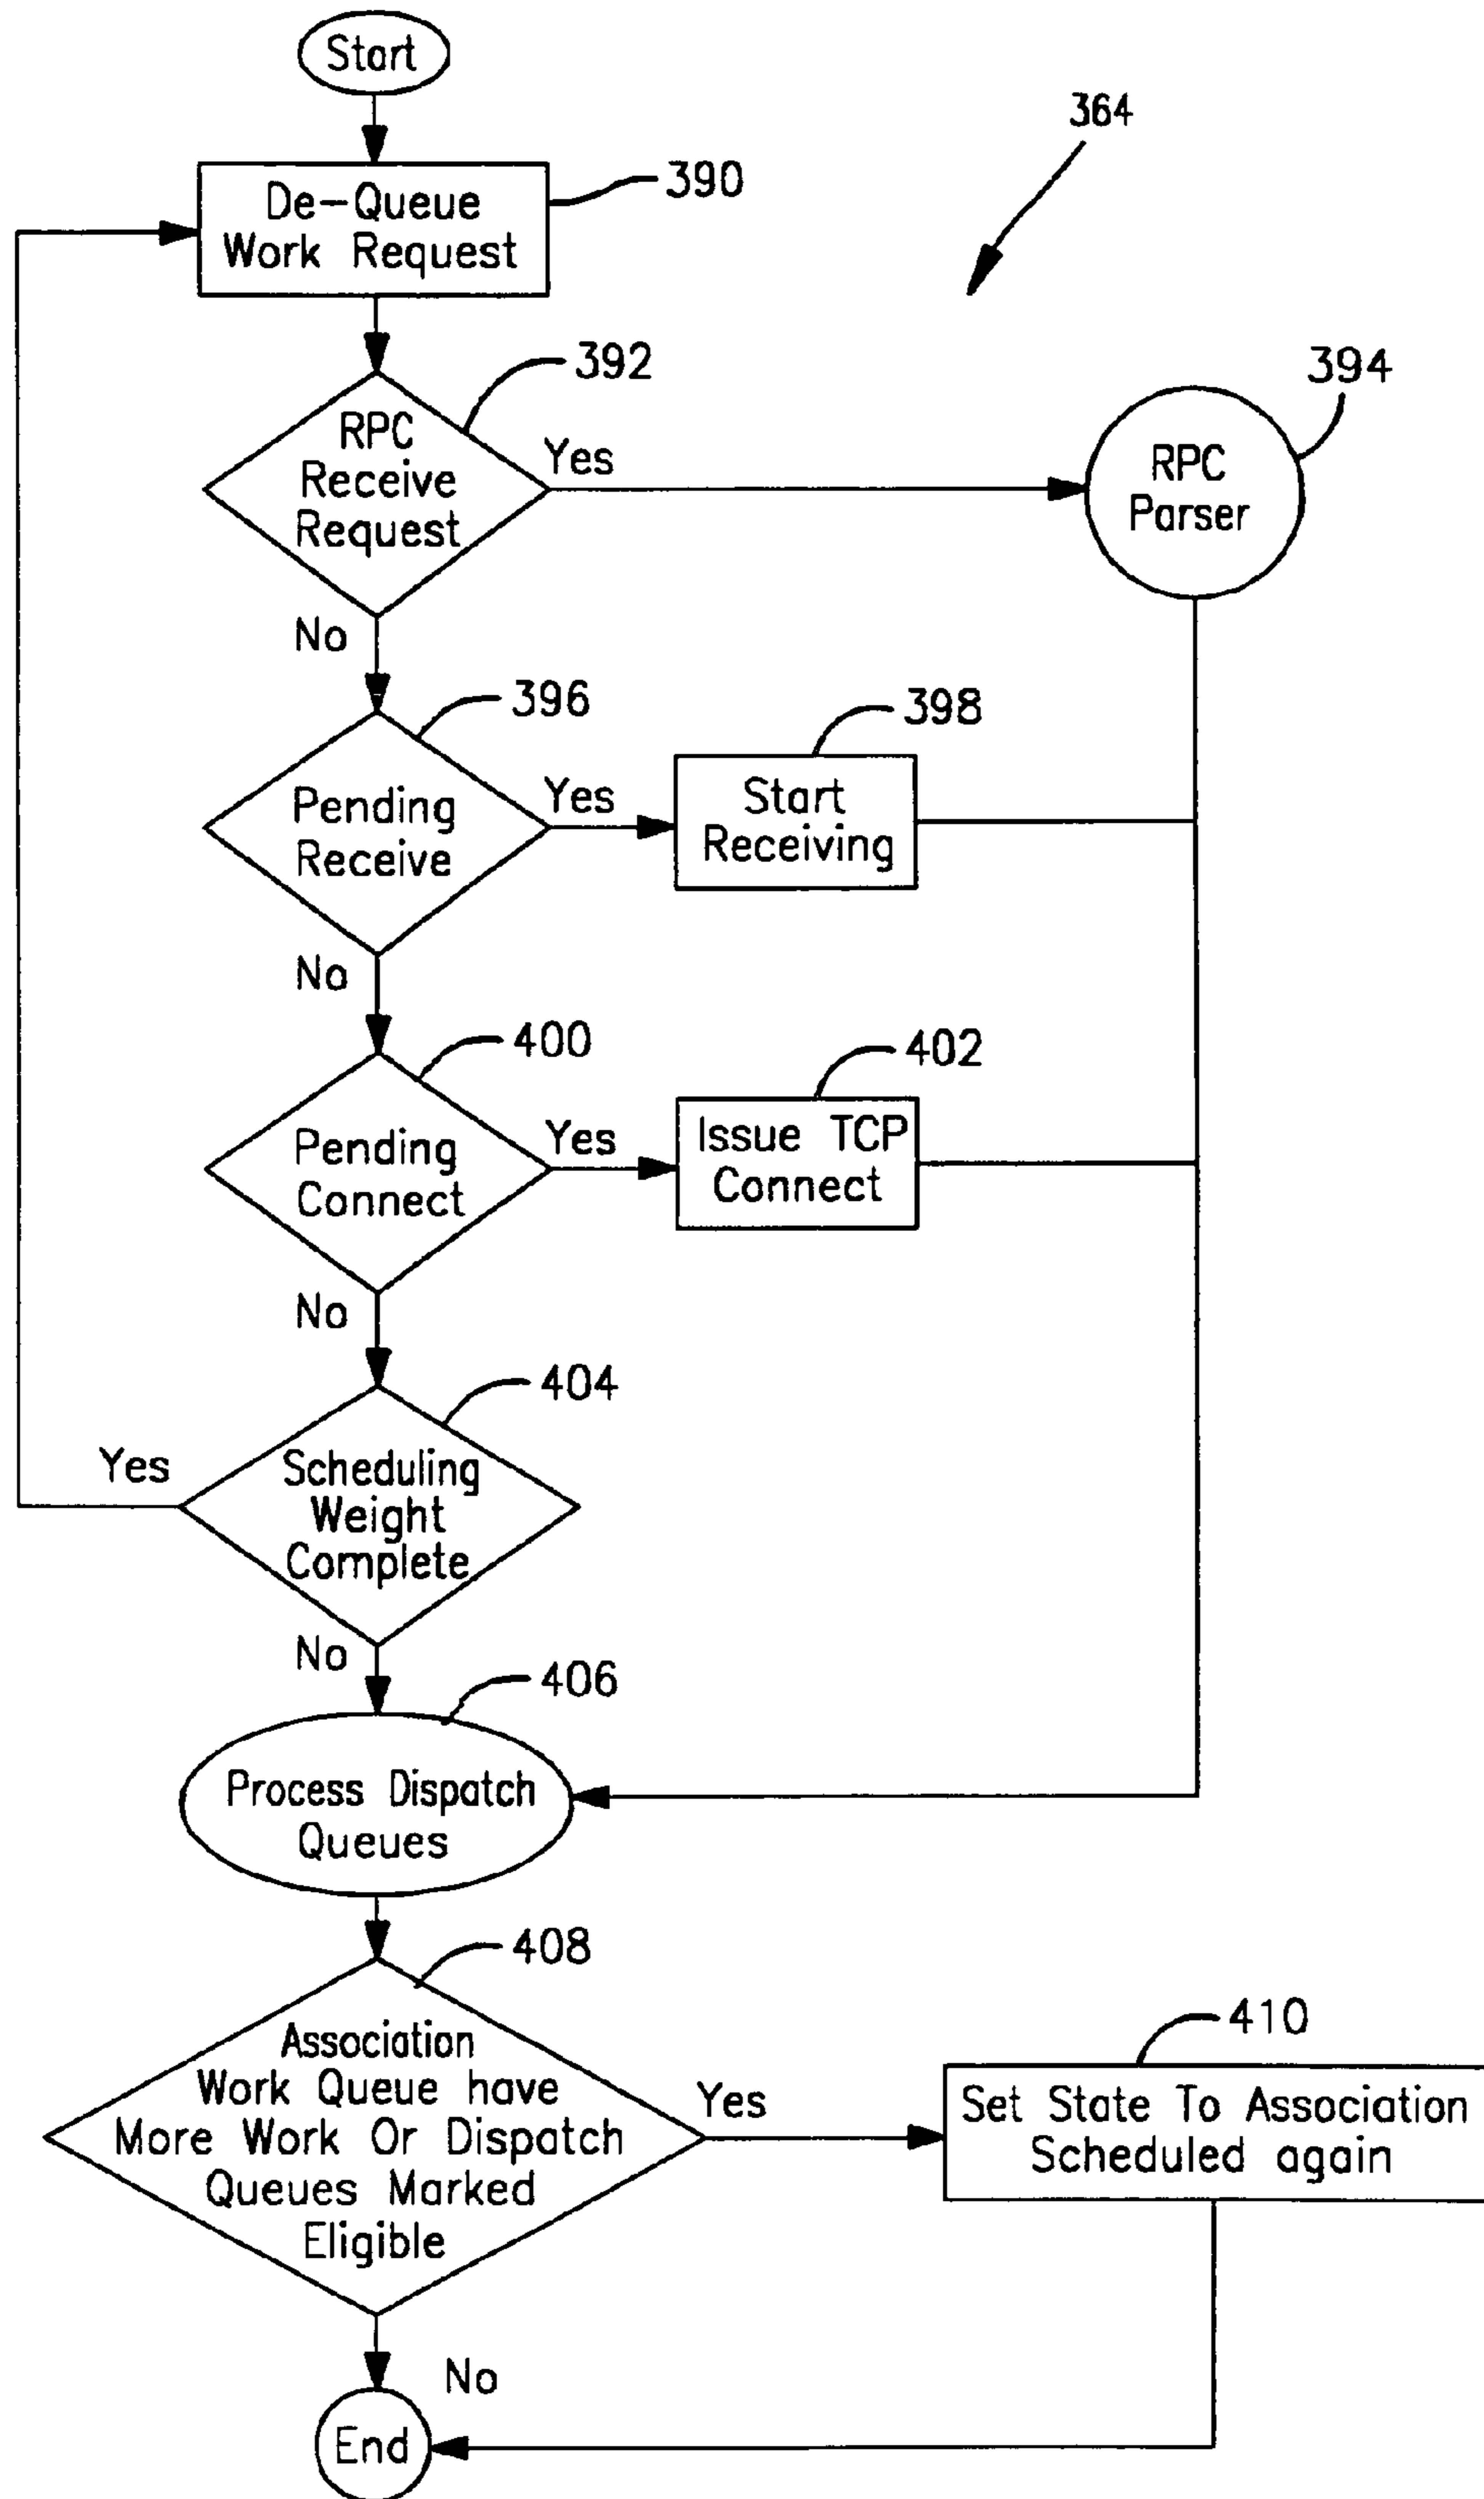 Start
364
De-Queue
Work Request
390
392
RPC
Receive
Request
Yes
394
RPC
Parser
No
396
Pending
Receive
Yes
398
Start
Receiving
No
400
Pending
Connect
Yes
402
Issue TCP
Connect
No
404
Scheduling
Weight
Complete
Yes
No
406
Process Dispatch
Queues
408
Association
Work Queue have
More Work Or Dispatch
Queues Marked
Eligible
Yes
410
Set State To Association
Scheduled again
No
End